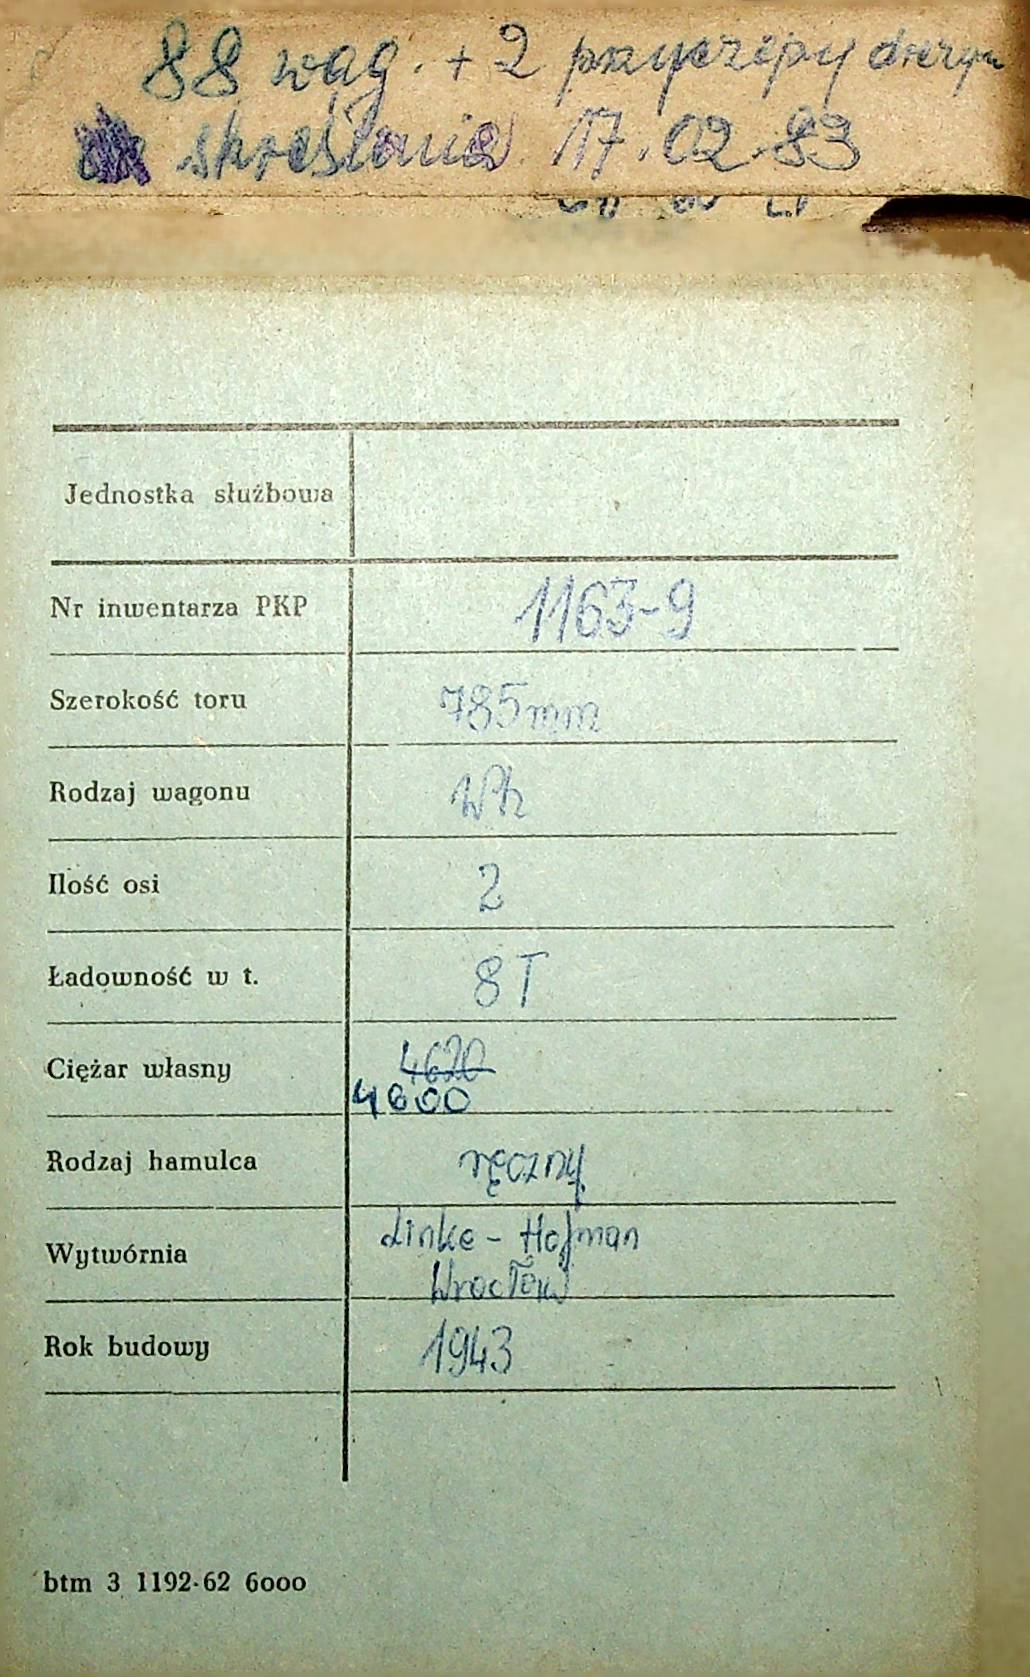 88 wag. + 2 przyczepy drezyn
skreślenia 17.02.83
Jednostka służbowa
Nr inwentarza PKP 1163-9
Szerokość toru 785mm
Rodzaj wagonu Wk
Ilość osi 2
Ładowność w t. 8T
Ciężar własny 4620
4600
Rodzaj hamulca ręczny
Linke - Hofman
Wytwórnia
Wrocław
Rok budowy 1943
btm 3 1192-62 6000